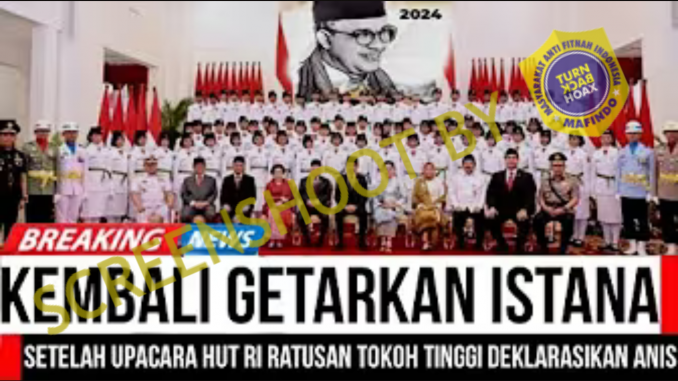 2024
MASYARAKAT ANTI FITNAH INDONESIA
TURN
BACK
HOAX
MAFINDO
SCREENSHOOT BY
BREAKING NEWS
KEMBALI GETARKAN ISTANA
SETELAH UPACARA HUT RI RATUSAN TOKOH TINGGI DEKLARASIKAN ANIS